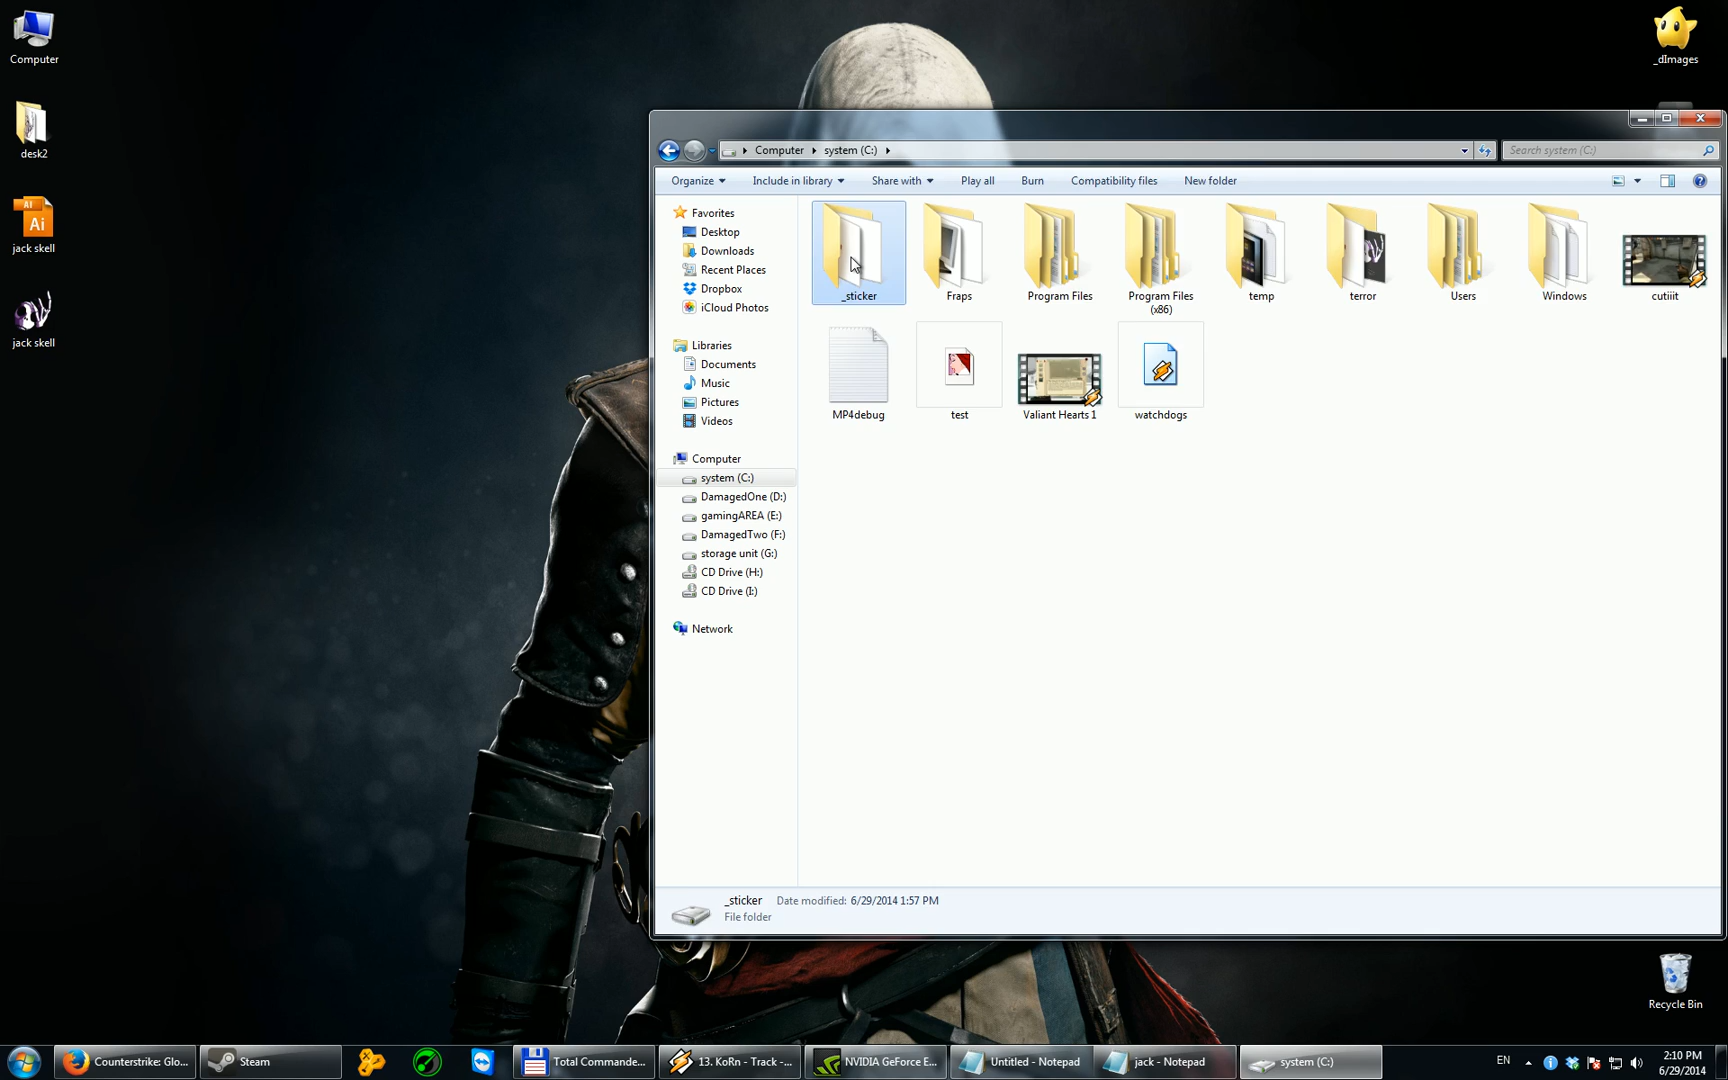 Computer
desk2
Ai
Ai
jack skell
jack skell
_dImages
Computer
system (C:)
Search system (C:)
Organize
Include in library
Share with
Play all
Burn
Compatibility files
New folder
Favorites
Desktop
Downloads
Recent Places
Dropbox
iCloud Photos
Libraries
Documents
Music
Pictures
Videos
Computer
system (C:)
DamagedOne (D:)
gamingAREA (E:)
DamagedTwo (F:)
storage unit (G:)
CD Drive (H:)
CD Drive (I:)
Network
_sticker
Fraps
Program Files
Program Files
(x86)
temp
terror
Users
Windows
cutiiit
MP4debug
test
Valiant Hearts 1
watchdogs
_sticker Date modified: 6/29/2014 1:57 PM
File folder
Recycle Bin
Counterstrike: Glo...
Steam
Total Commande...
13. KoRn - Track -...
NVIDIA GeForce E...
Untitled - Notepad
jack - Notepad
system (C:)
EN
2:10 PM
6/29/2014